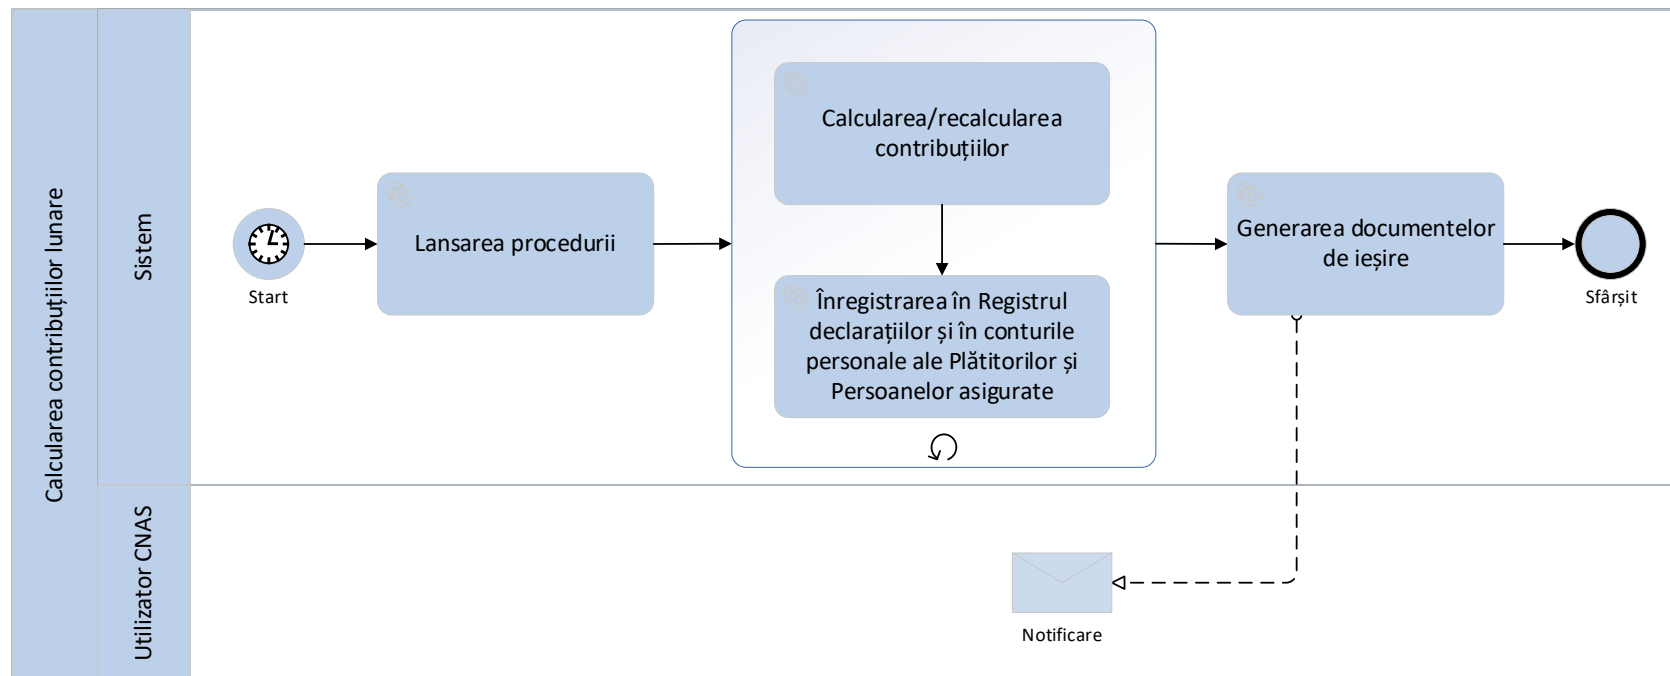 Calcularea contribuțiilor lunare
Sistem
Start
Lansarea procedurii
Calcularea/recalcularea
contribuțiilor
Înregistrarea în Registrul
declarațiilor și în conturile
personale ale Plătitorilor și
Persoanelor asigurate
Generarea documentelor
de ieșire
Sfârșit
Utilizator CNAS
Notificare